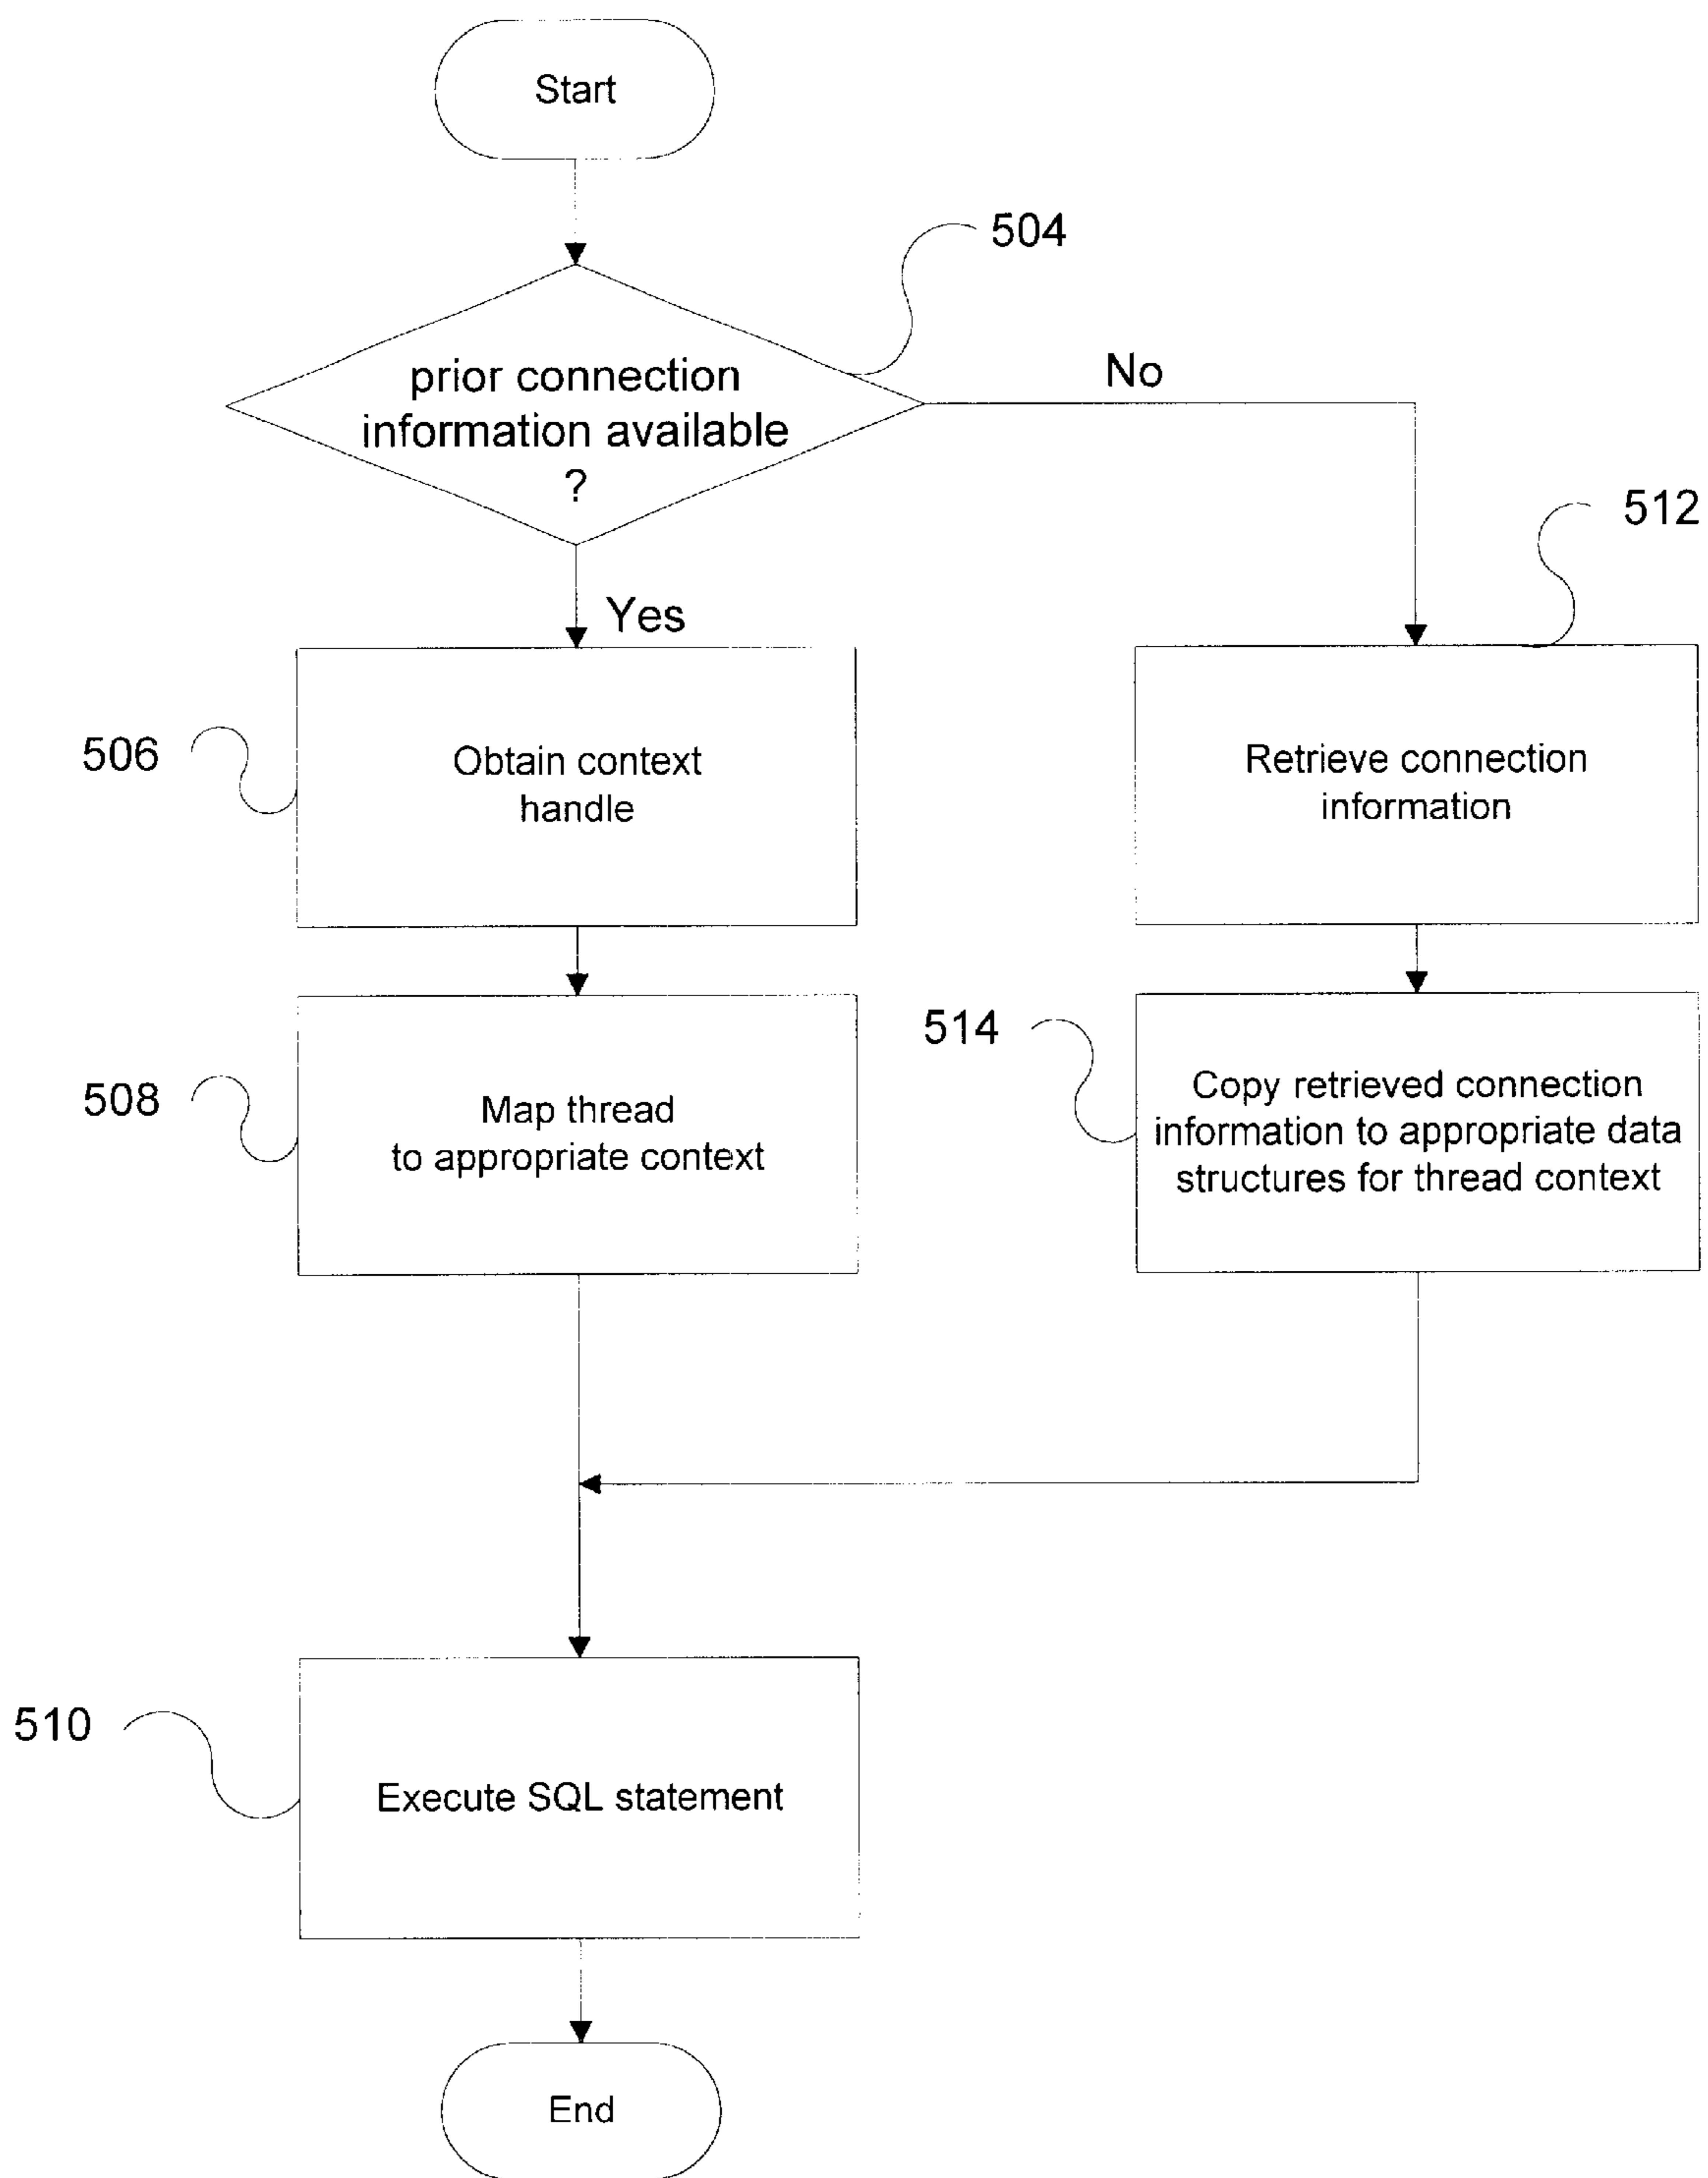 Start
504
prior connection
information available
?
No
Yes
512
506
Obtain context
handle
Retrieve connection
information
508
Map thread
to appropriate context
514
Copy retrieved connection
information to appropriate data
structures for thread context
510
Execute SQL statement
End